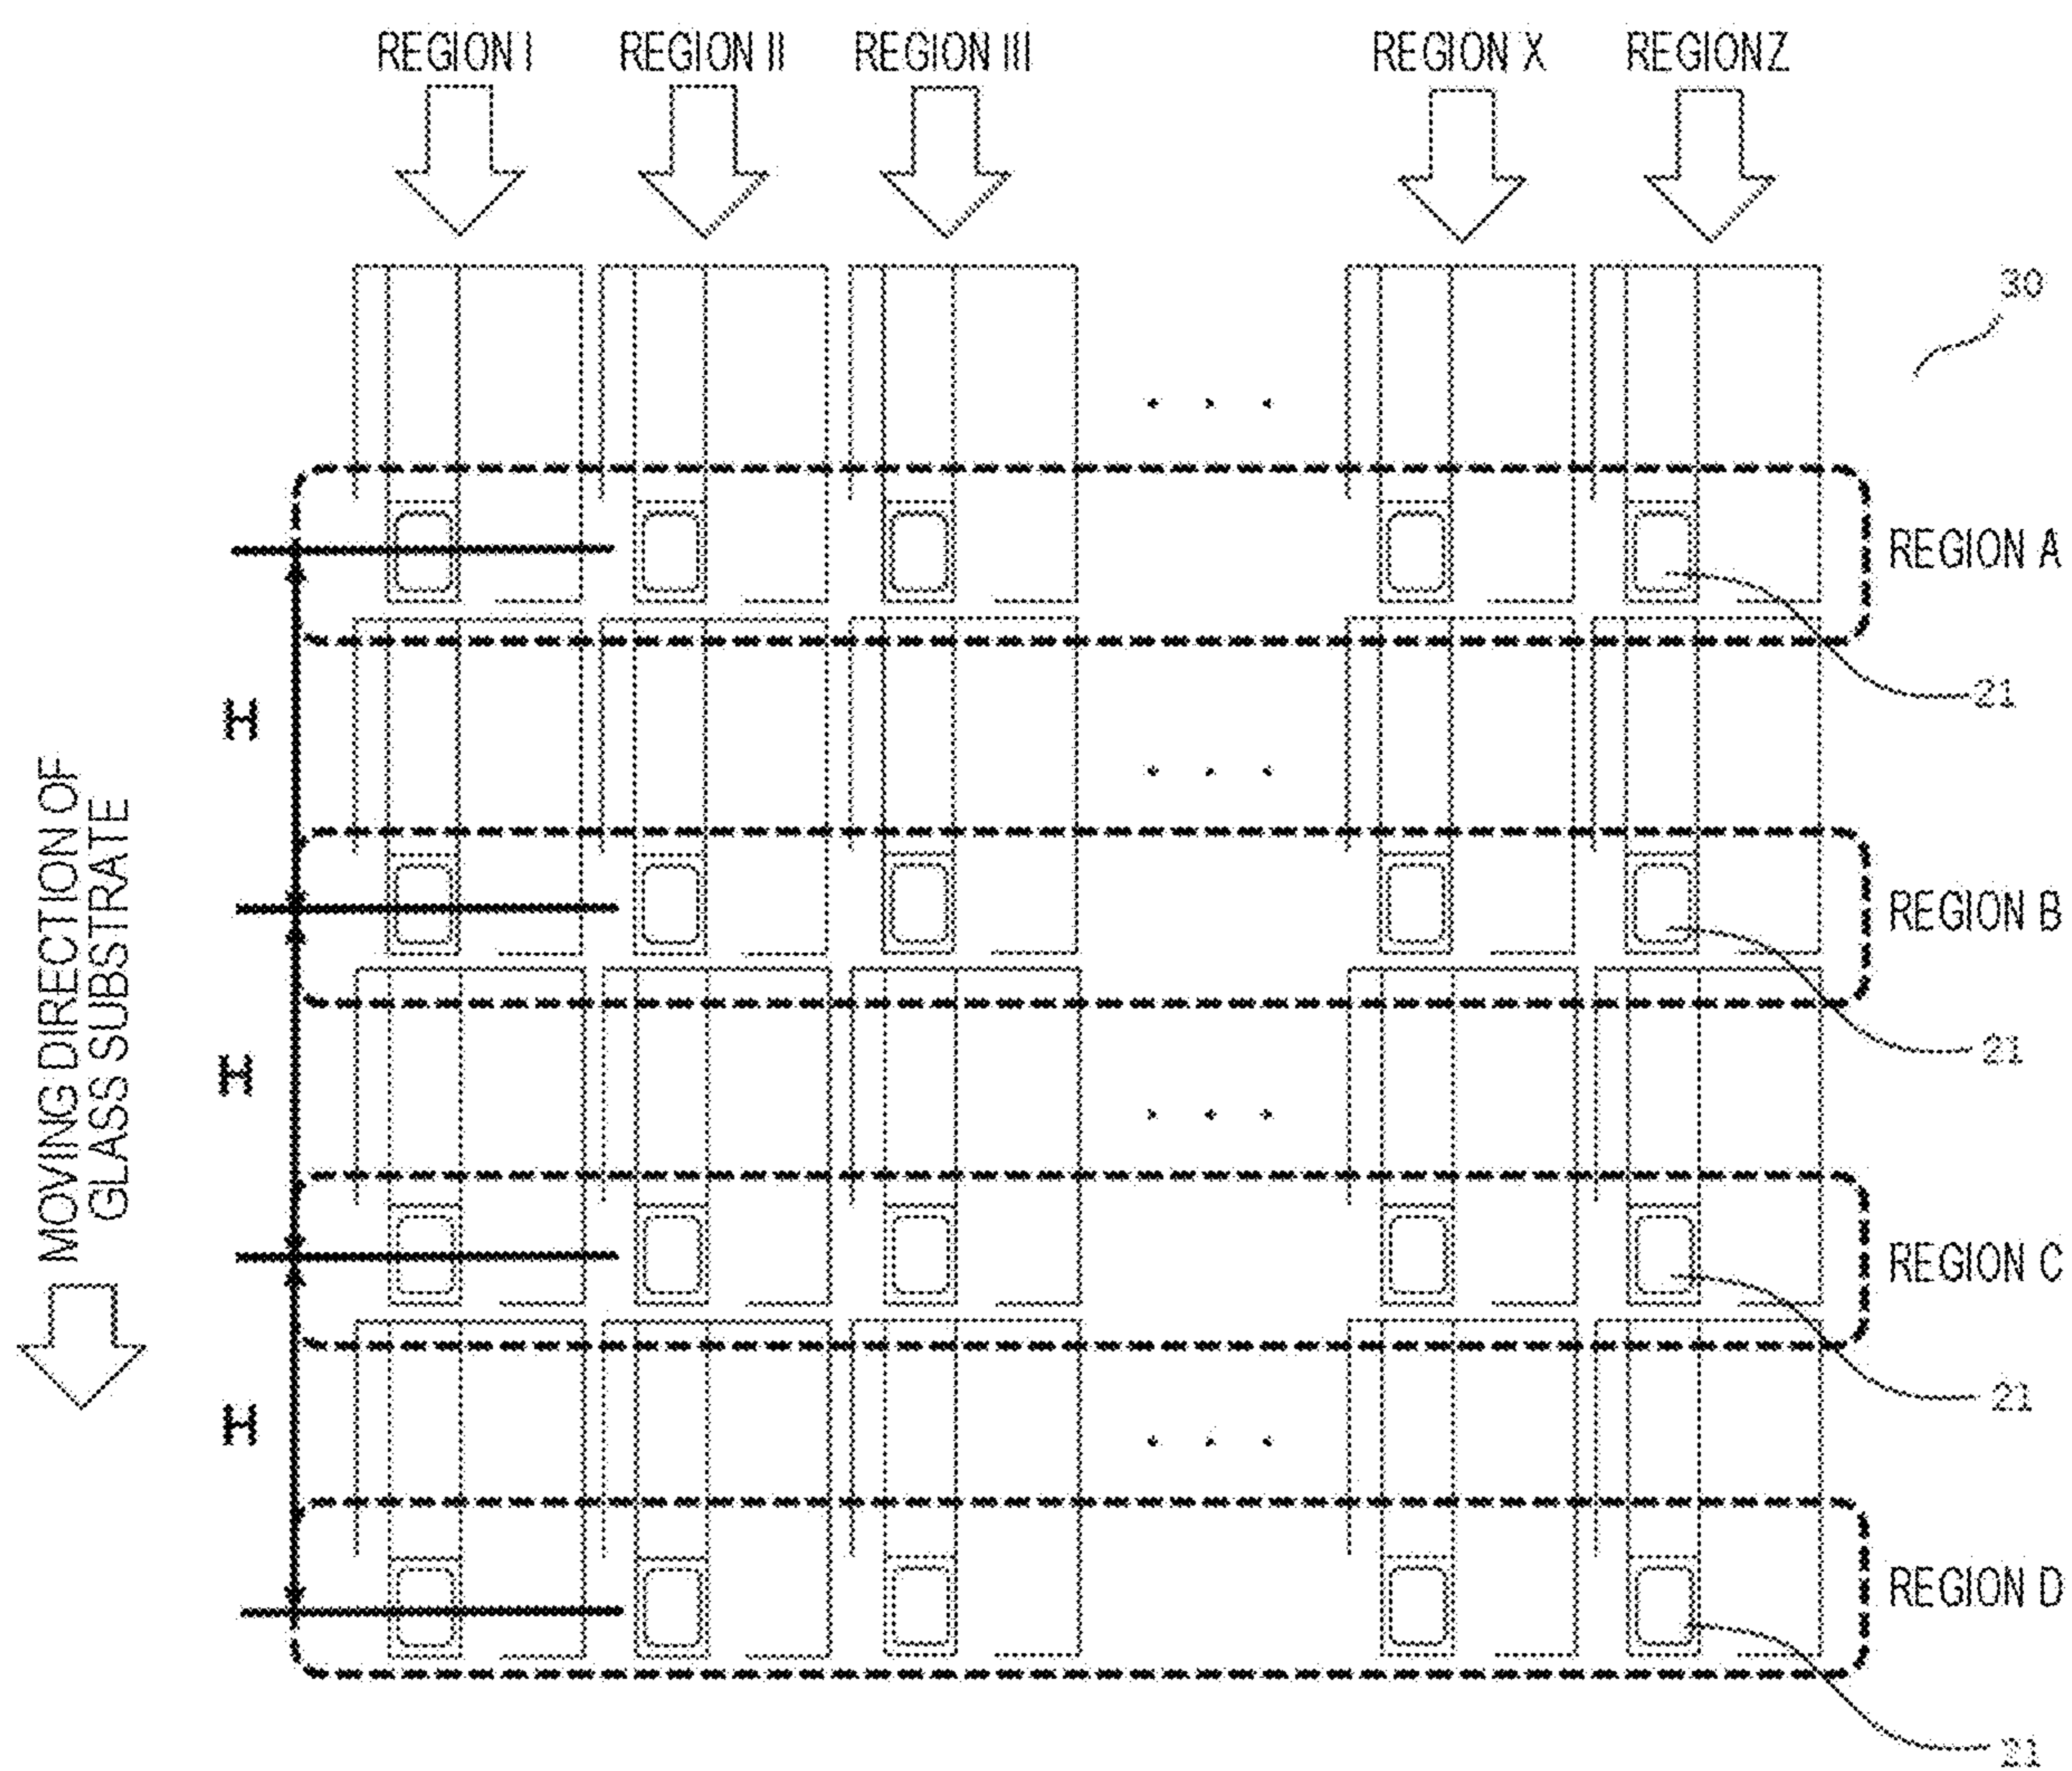 REGION I
REGION II
REGION III
REGION X
REGIONZ
30
REGION A
21
H
REGION B
21
H
MOVING DIRECTION OF
GLASS SUBSTRATE
REGION C
21
H
REGION D
21